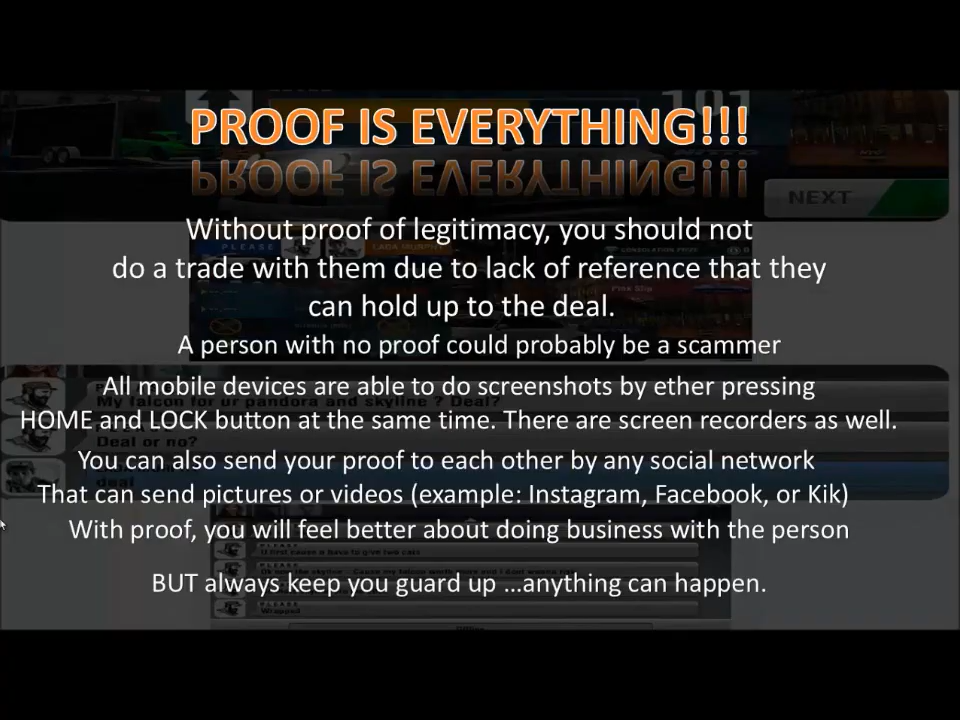 101
PROOF IS EVERYTHING!!!
NEXT
Without proof of legitimacy, you should not
do a trade with them due to lack of reference that they
can hold up to the deal.
A person with no proof could probably be a scammer
All mobile devices are able to do screenshots by ether pressing
My falcon for ur pandora and skyline ? Deal?
HOME and LOCK button at the same time. There are screen recorders as well.
Deal or no?
You can also send your proof to each other by any social network
deal
That can send pictures or videos (example: Instagram, Facebook, or Kik)
With proof, you will feel better about doing business with the person
BUT always keep you guard up ...anything can happen.
PLEASE
Wrapped